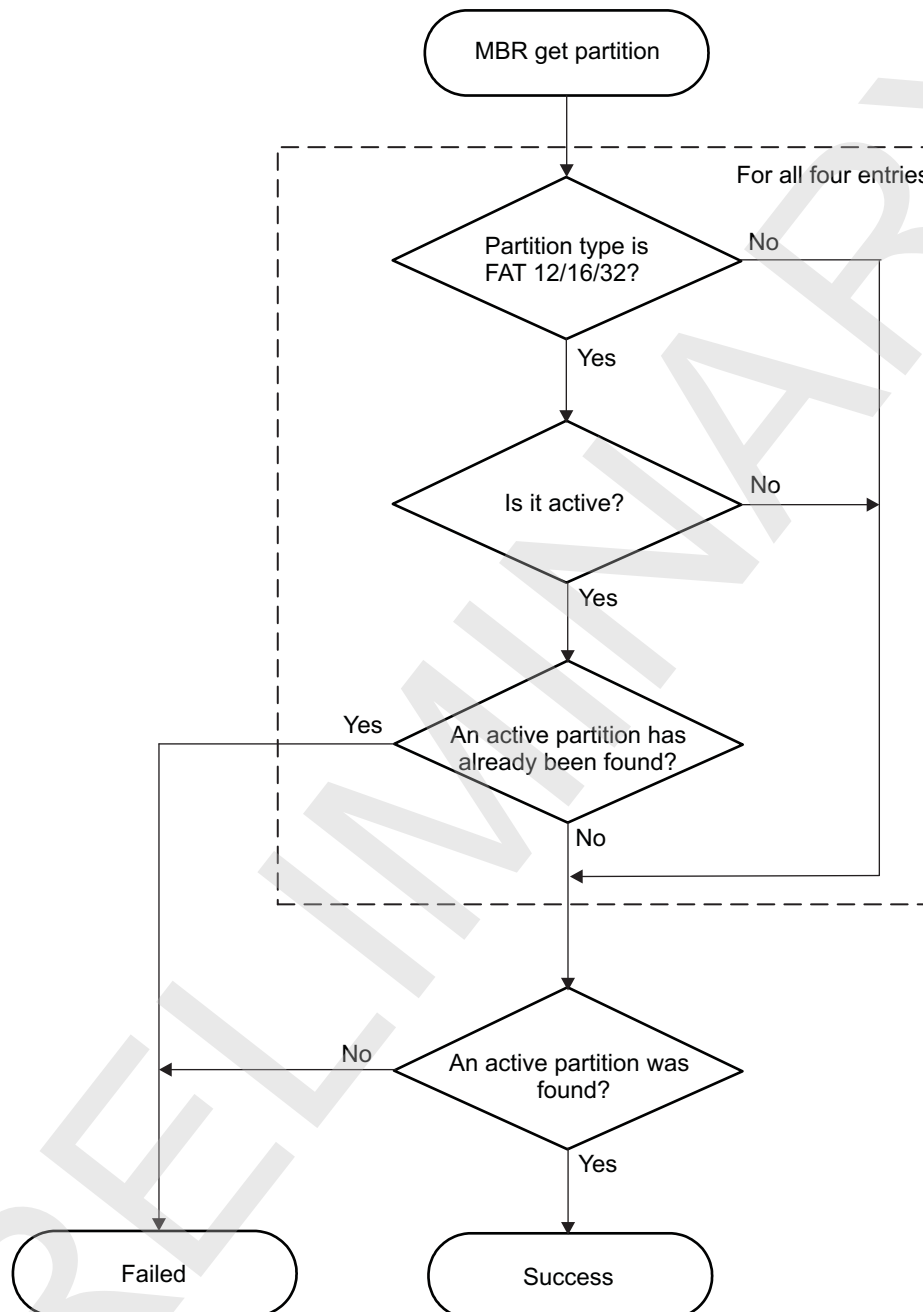 MBR get partition
For all four entries
Partition type is
FAT 12/16/32?
No
Yes
Is it active?
No
Yes
Yes
An active partition has
already been found?
No
No
An active partition was
found?
Yes
Failed
Success
RELIMINARY